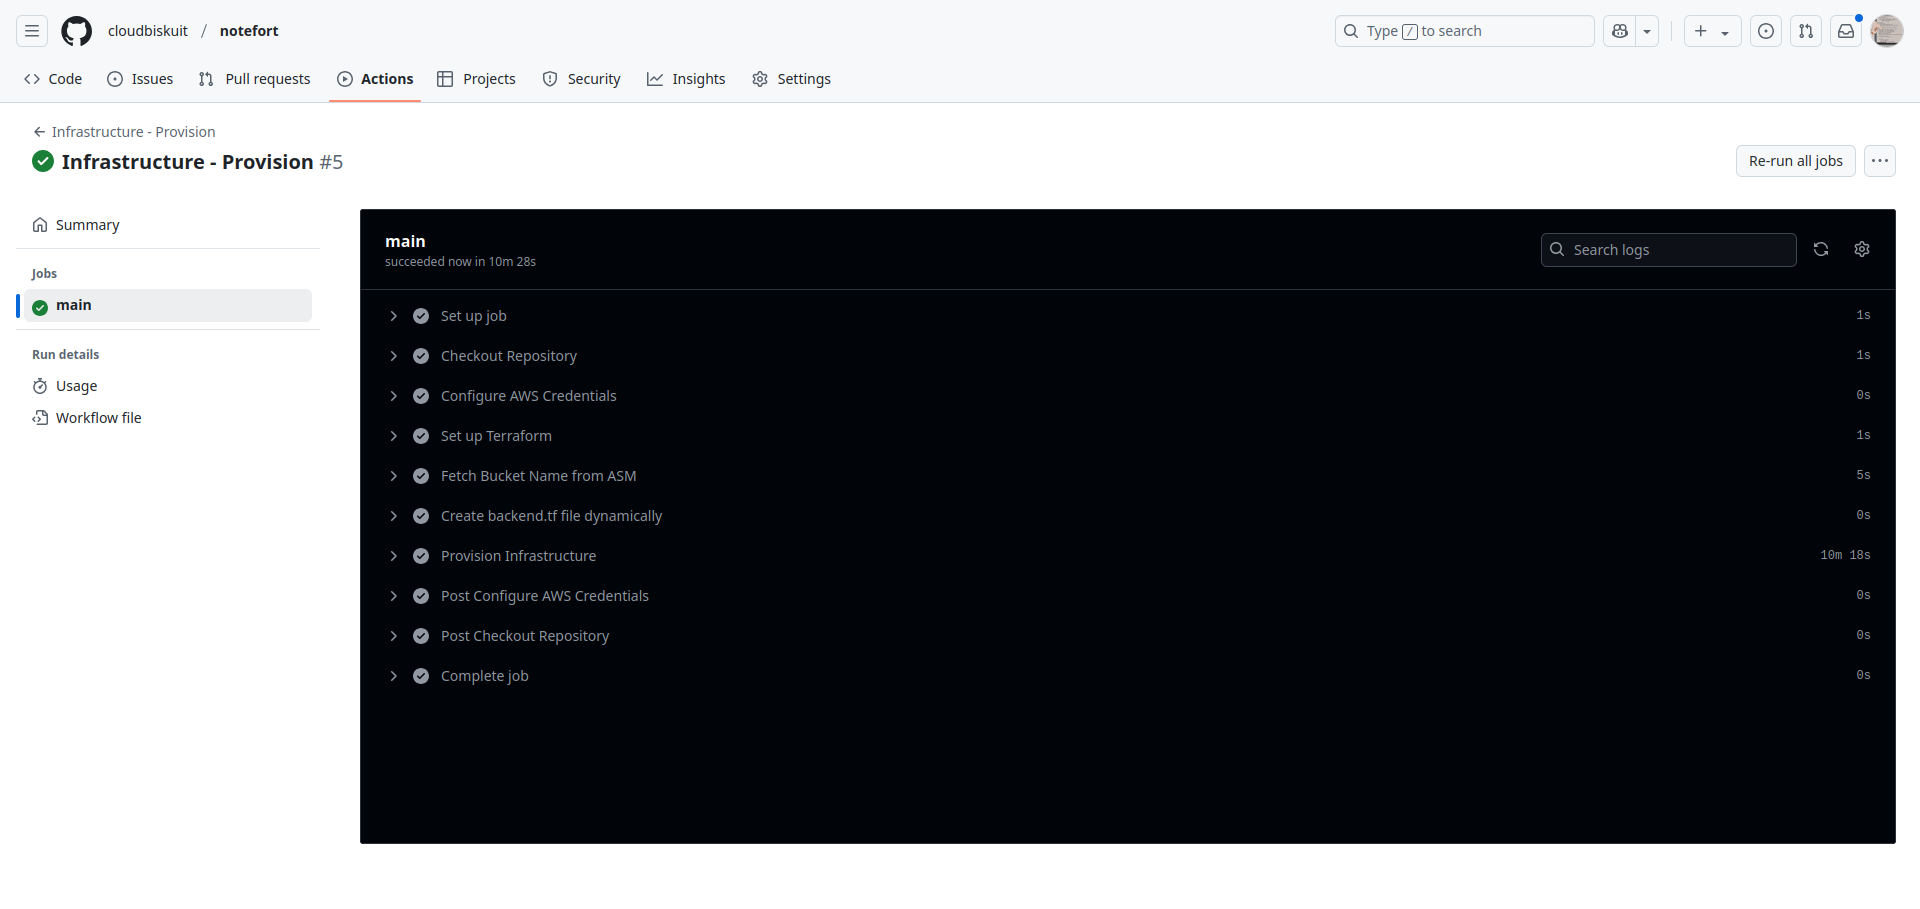 cloudbiskuit / notefort
Type / to search
Code
Issues
Pull requests
Actions
Projects
Security
Insights
Settings
Infrastructure - Provision
Infrastructure - Provision #5
Re-run all jobs
Summary
Jobs
main
Run details
Usage
Workflow file
main
succeeded now in 10m 28s
Search logs
Set up job 1s
Checkout Repository 1s
Configure AWS Credentials 0s
Set up Terraform 1s
Fetch Bucket Name from ASM 5s
Create backend.tf file dynamically 0s
Provision Infrastructure 10m 18s
Post Configure AWS Credentials 0s
Post Checkout Repository 0s
Complete job 0s